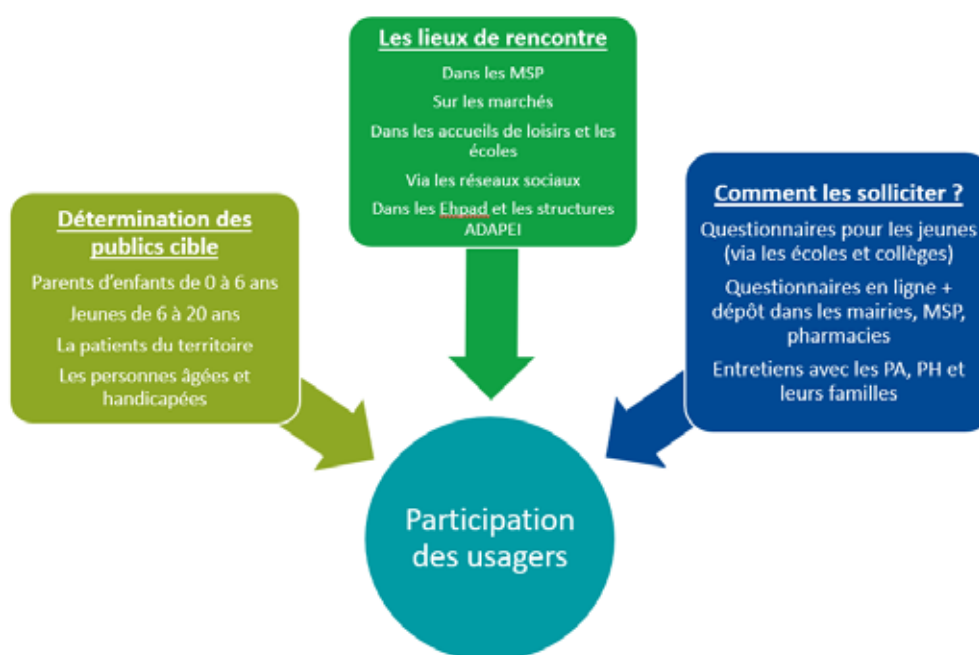 Les lieux de rencontre
Dans les MSP
Sur les marchés
Dans les accueils de loisirs et les
écoles
Via les réseaux sociaux
Dans les Ehpad et les structures
ADAPEI
Détermination des
publics cible
Parents d'enfants de 0 à 6 ans
Jeunes de 6 à 20 ans
La patients du territoire
Les personnes âgées et
handicapées
Comment les solliciter ?
Questionnaires pour les jeunes
(via les écoles et collèges)
Questionnaires en ligne +
dépôt dans les mairies, MSP,
pharmacies
Entretiens avec les PA, PH et
leurs familles
Participation
des usagers